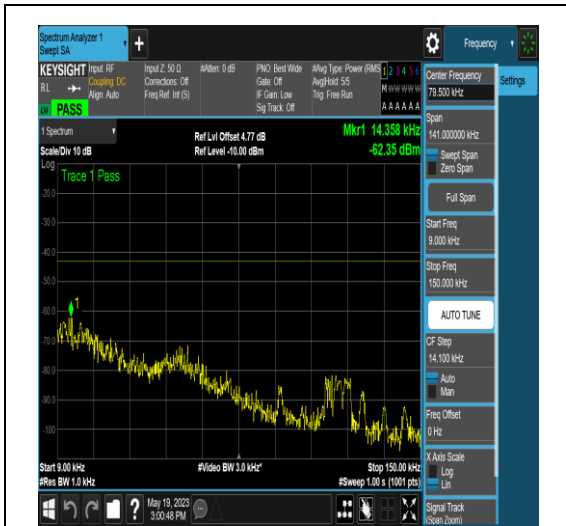 Spectrum Analyzer 1
Swept SA
+
Frequency
KEYSIGHT
RL
PASS
Input: RF
Coupling: DC
Align: Auto
Input Z: 50 Ω
Corrections: Off
Freq Ref: Int (S)
#Atten: 0 dB
PNO: Best Wide
Gate: Off
IF Gain: Low
Sig Track: Off
#Avg Type: Power (RMS
Avg|Hold: 5/5
Trig: Free Run
1 2 3 4 5 6
M W W W W W
A A A A A A
Center Frequency
79.500 kHz
Settings
Span
141.000000 kHz
Swept Span
Zero Span
Full Span
Start Freq
9.000 kHz
Stop Freq
150.000 kHz
AUTO TUNE
CF Step
14.100 kHz
Auto
Man
Freq Offset
0 Hz
X Axis Scale
Log
Lin
Signal Track
(Span Zoom)
1 Spectrum
Scale/Div 10 dB
Ref Lvl Offset 4.77 dB
Ref Level -10.00 dBm
Mkr1 14.358 kHz
-62.35 dBm
Log
Trace 1 Pass
-20.0
-30.0
-40.0
-50.0
-60.0
-70.0
-80.0
-90.0
-100
1
Start 9.00 kHz
#Res BW 1.0 kHz
#Video BW 3.0 kHz*
Stop 150.00 kHz
#Sweep 1.00 s (1001 pts)
?
May 19, 2023
3:00:48 PM